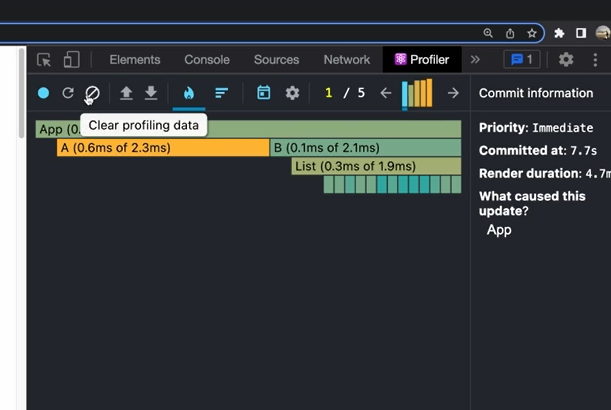 Elements Console Sources Network Profiler » 1
1 / 5
Commit information
Clear profiling data
App (0.
A (0.6ms of 2.3ms) B (0.1ms of 2.1ms)
List (0.3ms of 1.9ms)
Priority: Immediate
Committed at: 7.7s
Render duration: 4.7m
What caused this
update?
App